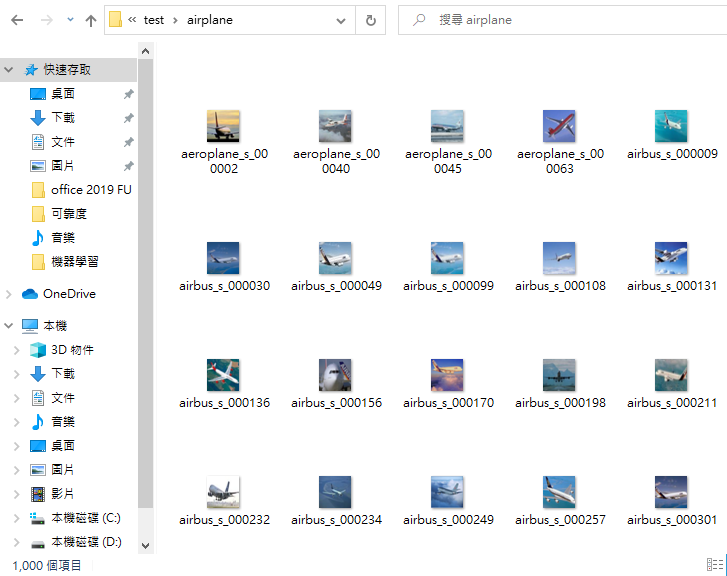 test
airplane
搜尋 airplane
快速存取
桌面
下載
文件
圖片
office 2019 FU
可靠度
音樂
機器學習
OneDrive
本機
3D 物件
下載
文件
音樂
桌面
圖片
影片
本機磁碟 (C:)
本機磁碟 (D:)
aeroplane_s_000002
aeroplane_s_000040
aeroplane_s_000045
aeroplane_s_000063
airbus_s_000009
airbus_s_000030
airbus_s_000049
airbus_s_000099
airbus_s_000108
airbus_s_000131
airbus_s_000136
airbus_s_000156
airbus_s_000170
airbus_s_000198
airbus_s_000211
airbus_s_000232
airbus_s_000234
airbus_s_000249
airbus_s_000257
airbus_s_000301
1,000 個項目